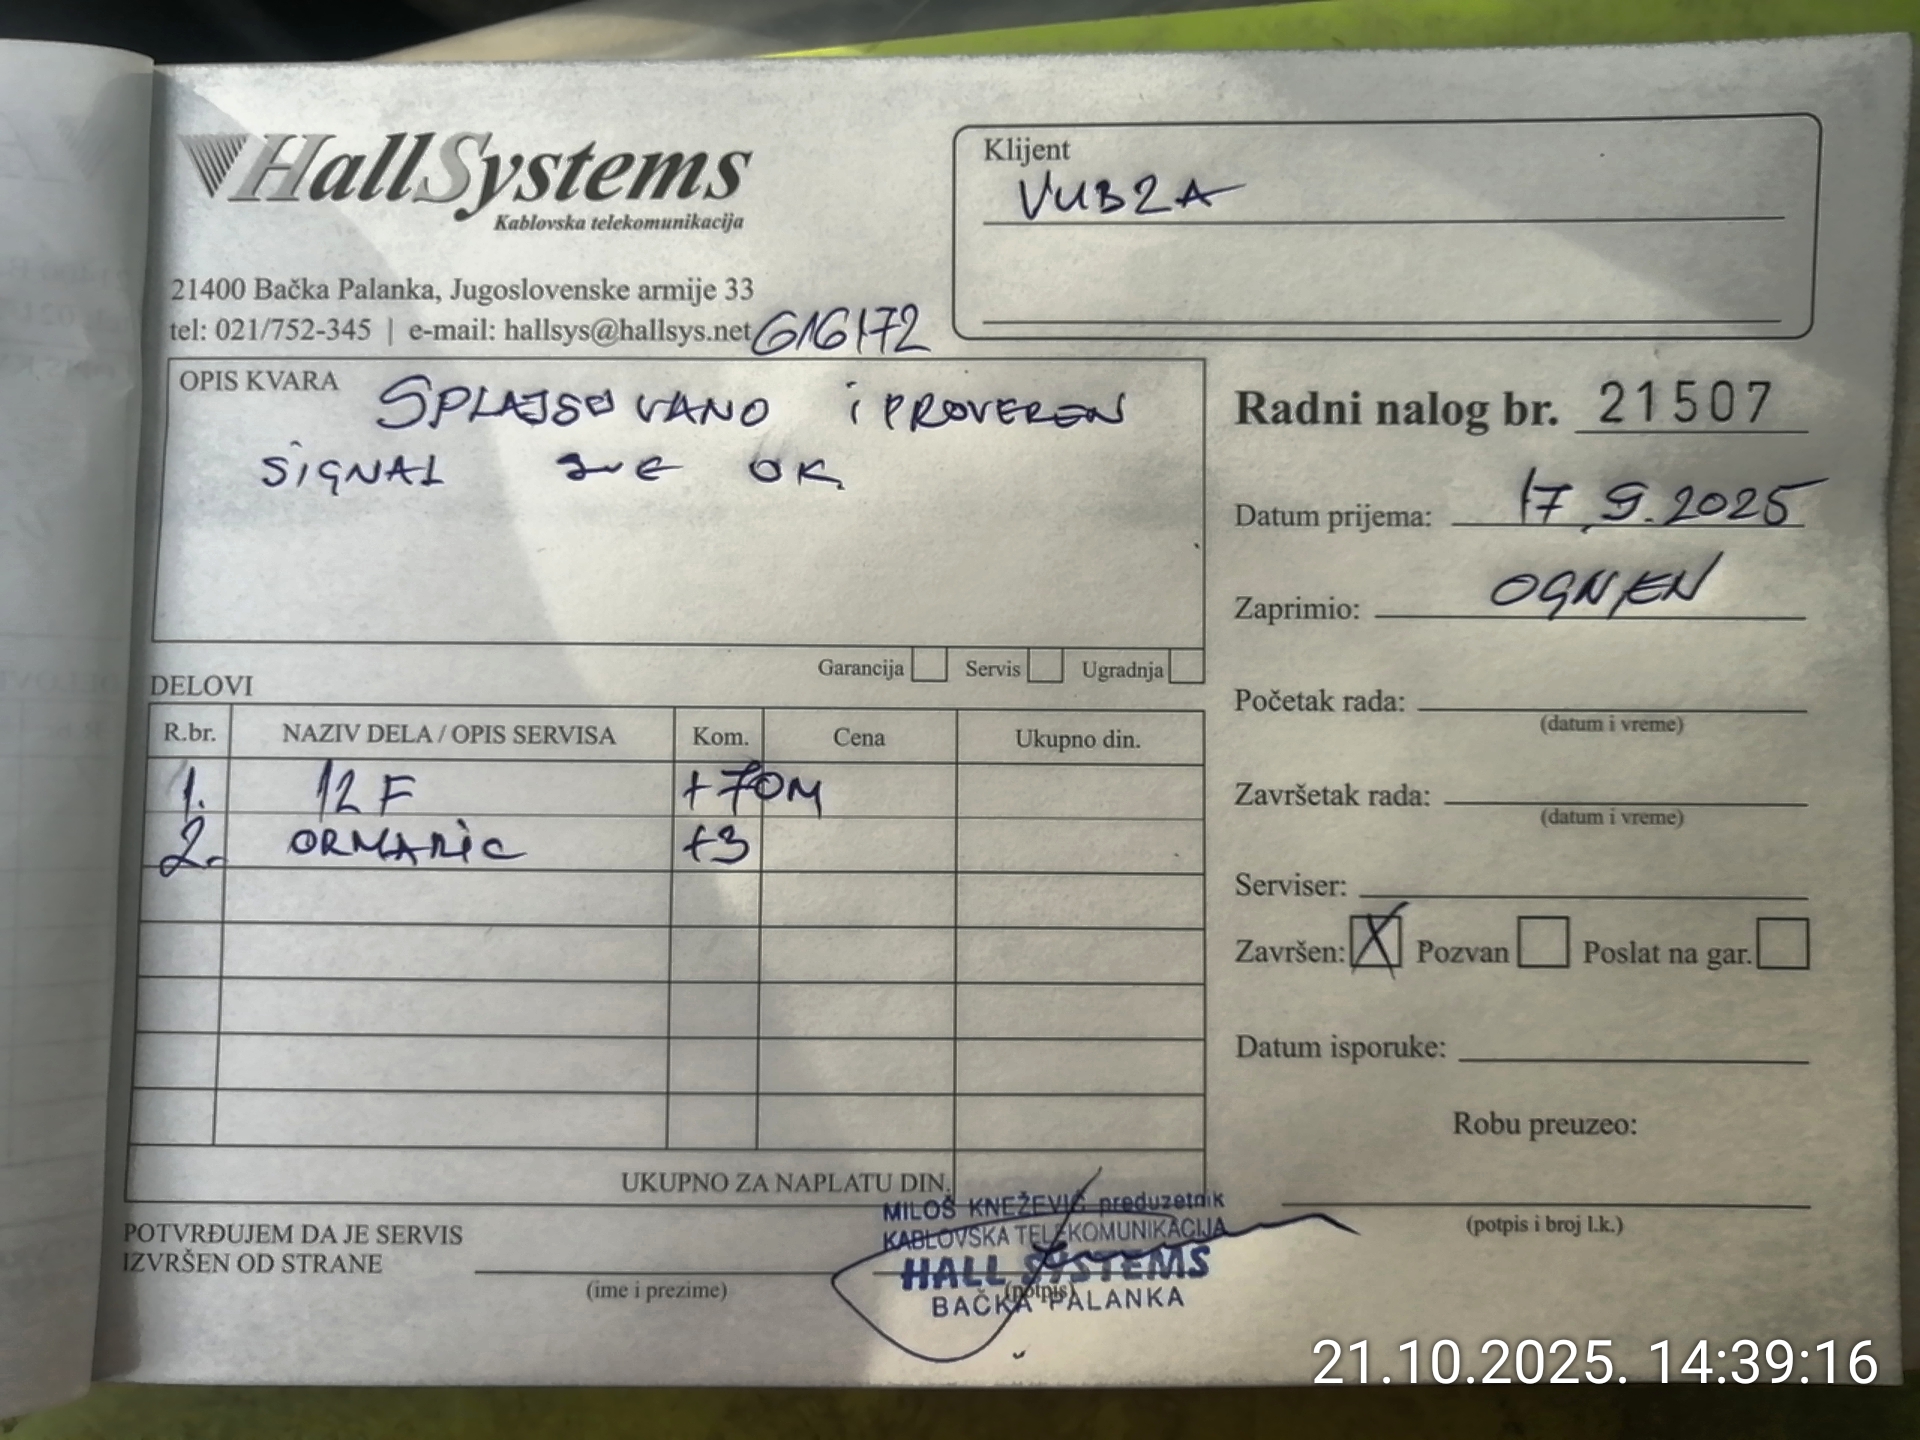 HallSystems
Kablovska telekomunikacija
21400 Bačka Palanka, Jugoslovenske armije 33
tel: 021/752-345 | e-mail: hallsys@hallsys.net
616172
Klijent
VUBZA
OPIS KVARA
SPLAJSOVANO i PROVEREN
SIGNAL SVE OK
Garancija Servis Ugradnja
Radni nalog br. 21507
Datum prijema: 17.9.2025
Zaprimio: OGNJEN
Početak rada:
(datum i vreme)
Završetak rada:
(datum i vreme)
Serviser:
Završen: X Pozvan Poslat na gar.
Datum isporuke:
Robu preuzeo:
(potpis i broj l.k.)
DELOVI
R.br. NAZIV DELA / OPIS SERVISA Kom. Cena Ukupno din.
1. 12F +70M
2. ORMARIC +3
UKUPNO ZA NAPLATU DIN.
POTVRĐUJEM DA JE SERVIS
IZVRŠEN OD STRANE
(ime i prezime)
(potpis)
MILOŠ KNEŽEVIĆ preduzetnik
KABLOVSKA TELEKOMUNIKACIJA
HALL SYSTEMS
BAČKA PALANKA
21.10.2025. 14:39:16